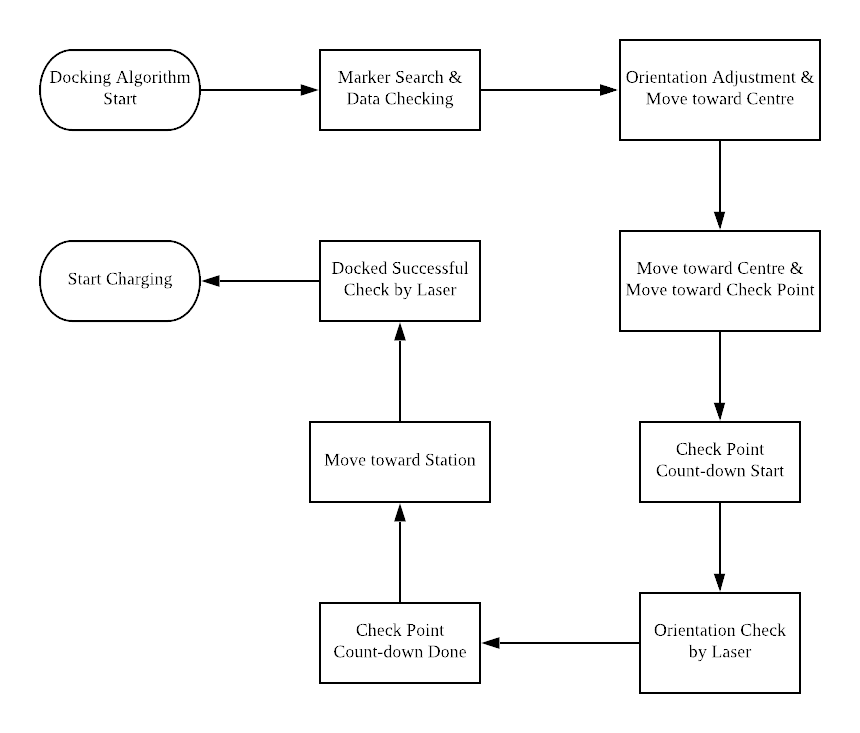 Docking Algorithm
Start
Marker Search &
Data Checking
Orientation Adjustment &
Move toward Centre
Move toward Centre &
Move toward Check Point
Check Point
Count-down Start
Orientation Check
by Laser
Check Point
Count-down Done
Move toward Station
Docked Successful
Check by Laser
Start Charging